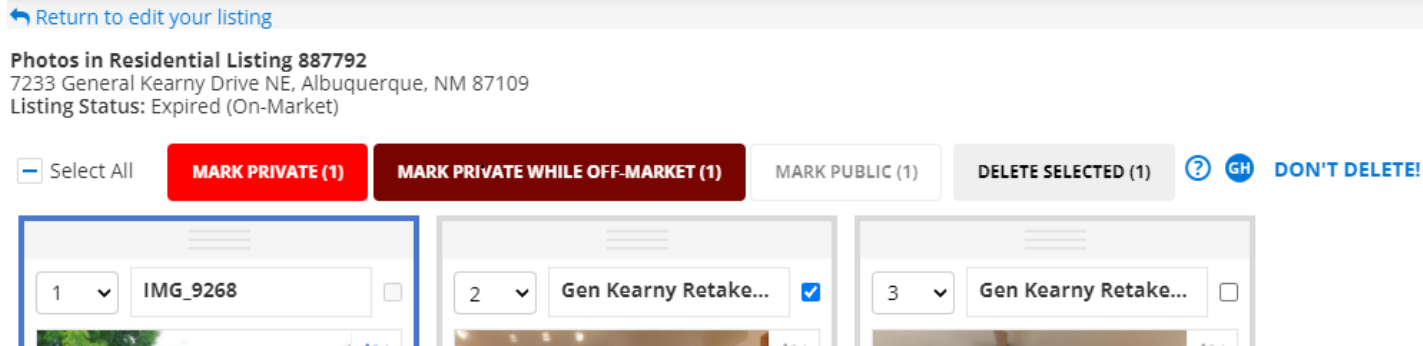 Return to edit your listing
Photos in Residential Listing 887792
7233 General Kearny Drive NE, Albuquerque, NM 87109
Listing Status: Expired (On-Market)
Select All MARK PRIVATE (1) MARK PRIVATE WHILE OFF-MARKET (1) MARK PUBLIC (1) DELETE SELECTED (1) ? GH DON'T DELETE!
1 IMG_9268 2 Gen Kearny Retake... 3 Gen Kearny Retake...